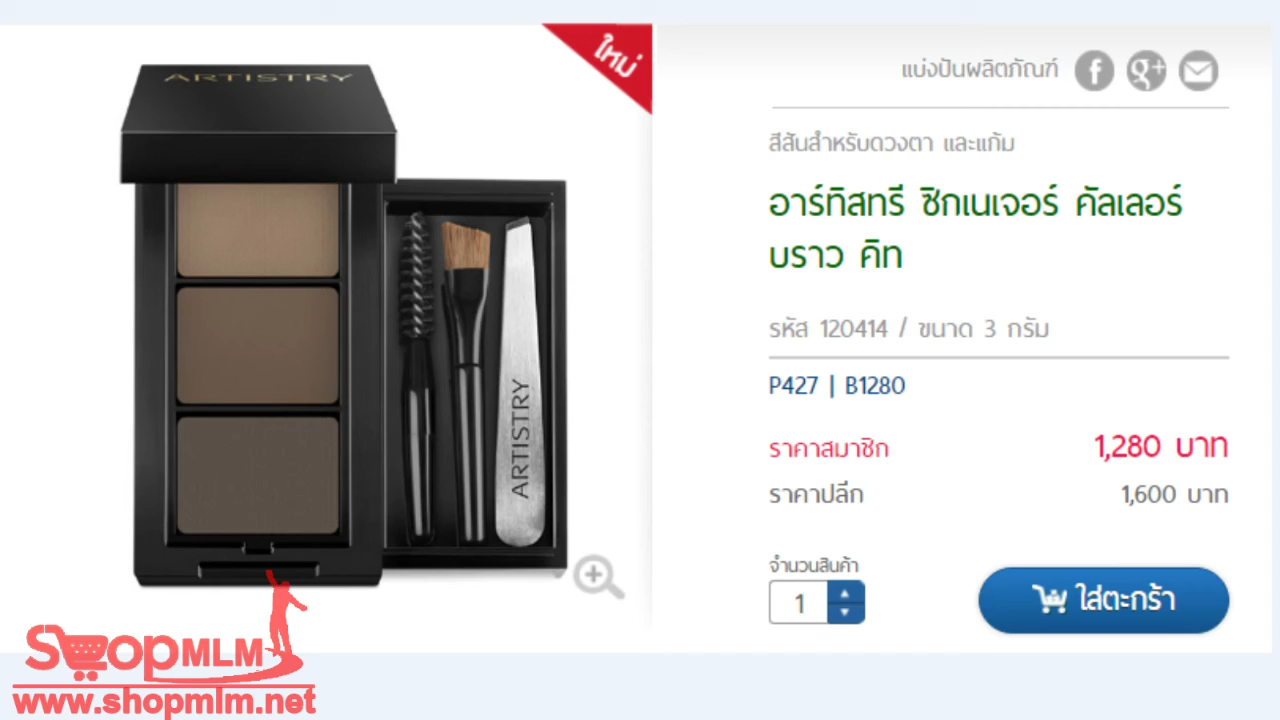 ARTISTRY
ARTISTRY
ใหม่
แบ่งปันผลิตภัณฑ์
f g+
สีสันสำหรับดวงตา และแก้ม
อาร์ทิสทรี ซิกเนเจอร์ คัลเลอร์
บราว คิท
รหัส 120414 / ขนาด 3 กรัม
P427 | B1280
ราคาสมาชิก 1,280 บาท
ราคาปลีก 1,600 บาท
จำนวนสินค้า
1
ใส่ตะกร้า
SHOPMLM
www.shopmlm.net